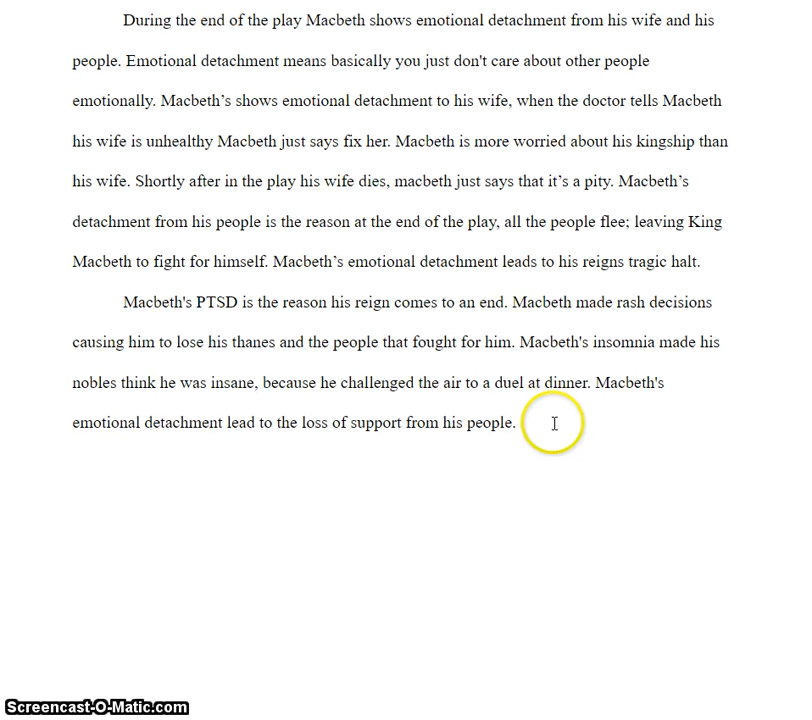 During the end of the play Macbeth shows emotional detachment from his wife and his
people. Emotional detachment means basically you just don't care about other people
emotionally. Macbeth’s shows emotional detachment to his wife, when the doctor tells Macbeth
his wife is unhealthy Macbeth just says fix her. Macbeth is more worried about his kingship than
his wife. Shortly after in the play his wife dies, macbeth just says that it’s a pity. Macbeth’s
detachment from his people is the reason at the end of the play, all the people flee; leaving King
Macbeth to fight for himself. Macbeth’s emotional detachment leads to his reigns tragic halt.
Macbeth's PTSD is the reason his reign comes to an end. Macbeth made rash decisions
causing him to lose his thanes and the people that fought for him. Macbeth's insomnia made his
nobles think he was insane, because he challenged the air to a duel at dinner. Macbeth's
emotional detachment lead to the loss of support from his people.
Screencast-O-Matic.com